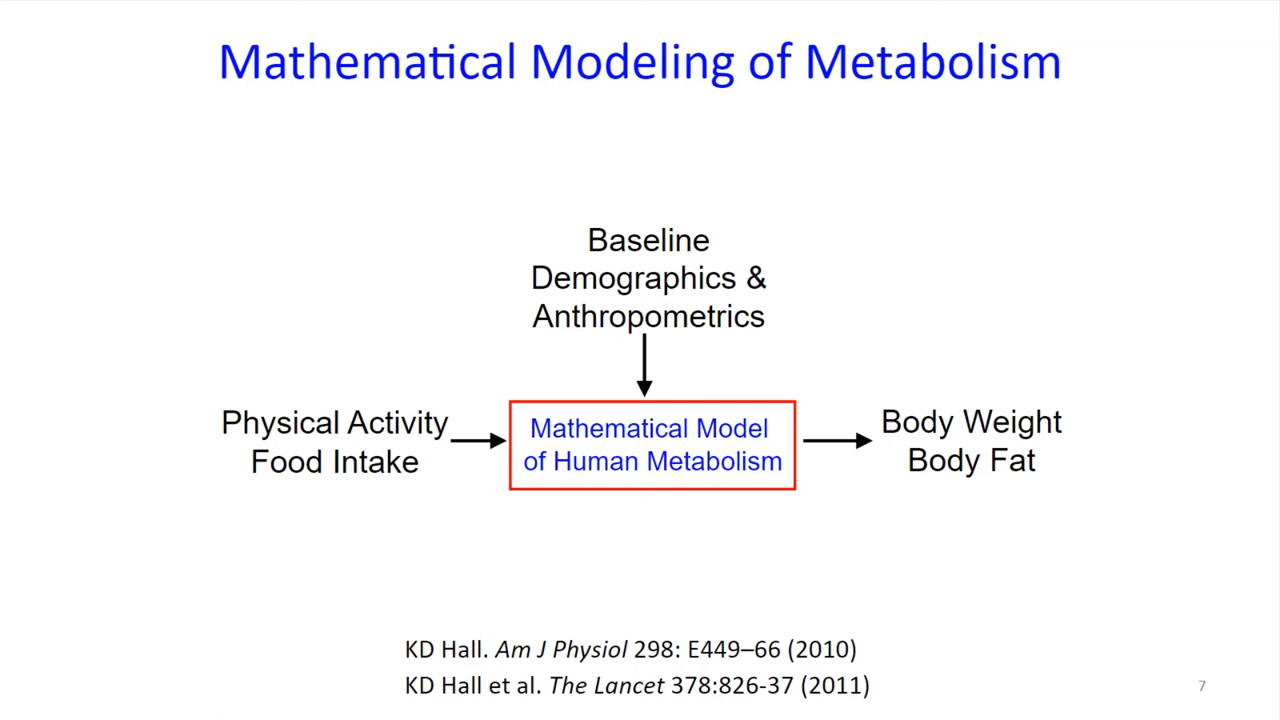 Mathematical Modeling of Metabolism
Baseline
Demographics &
Anthropometrics
Physical Activity
Food Intake
Mathematical Model
of Human Metabolism
Body Weight
Body Fat
KD Hall. Am J Physiol 298: E449–66 (2010)
KD Hall et al. The Lancet 378:826-37 (2011)
7